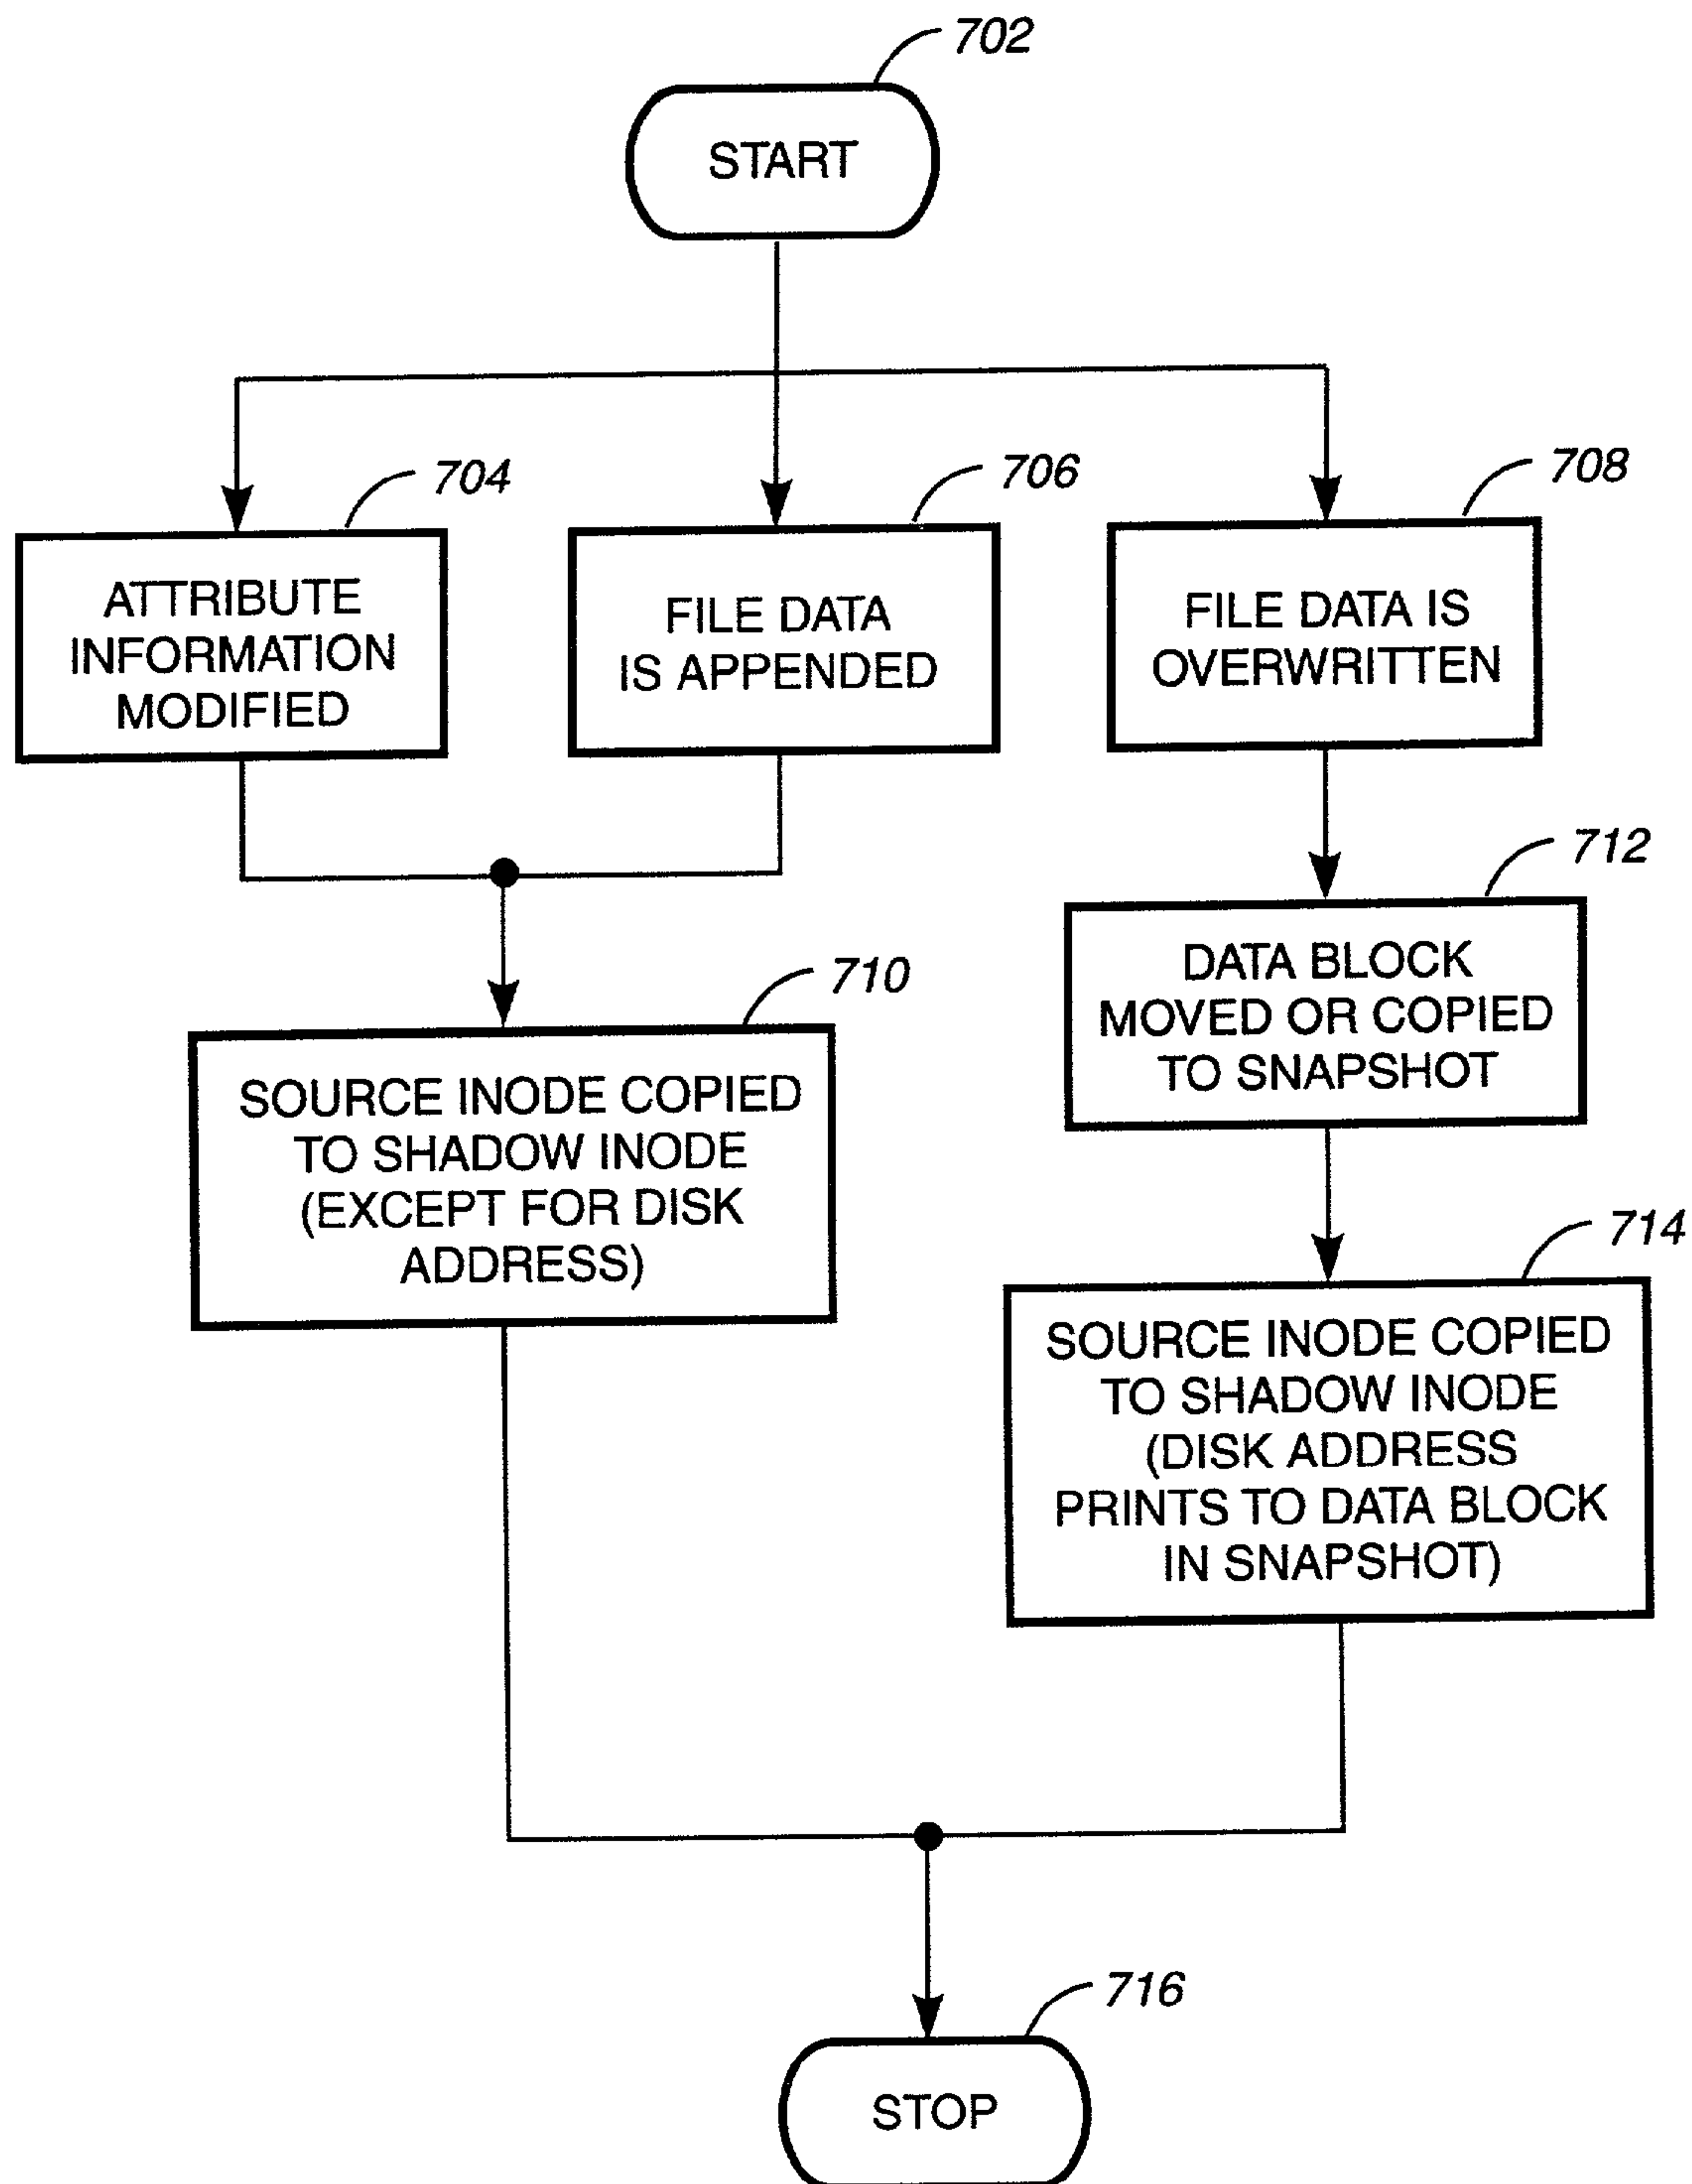 702
START
704
706
708
ATTRIBUTE
INFORMATION
MODIFIED
FILE DATA
IS APPENDED
FILE DATA IS
OVERWRITTEN
712
DATA BLOCK
MOVED OR COPIED
TO SNAPSHOT
710
SOURCE INODE COPIED
TO SHADOW INODE
(EXCEPT FOR DISK
ADDRESS)
714
SOURCE INODE COPIED
TO SHADOW INODE
(DISK ADDRESS
PRINTS TO DATA BLOCK
IN SNAPSHOT)
716
STOP